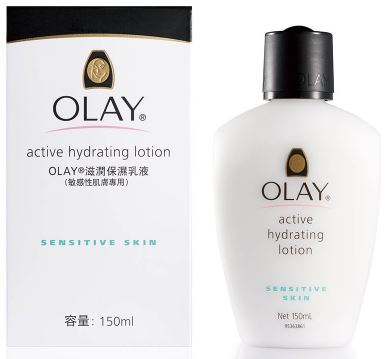 OLAY®
active hydrating lotion
OLAY®滋潤保濕乳液
(敏感性肌膚專用)
SENSITIVE SKIN
容量: 150ml
OLAY®
active
hydrating
lotion
SENSITIVE
SKIN
Net 150mL
95363861